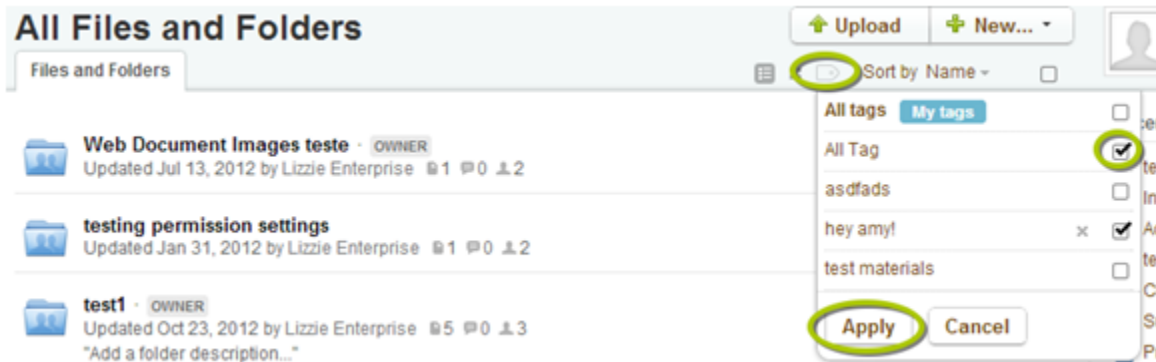 All Files and Folders
Upload
New...
Files and Folders
Sort by Name
All tags My tags
All Tag
asdfads
hey amy!
test materials
Apply Cancel
Web Document Images teste · OWNER
Updated Jul 13, 2012 by Lizzie Enterprise 1 0 2
testing permission settings
Updated Jan 31, 2012 by Lizzie Enterprise 1 0 2
test1 · OWNER
Updated Oct 23, 2012 by Lizzie Enterprise 5 0 3
"Add a folder description..."